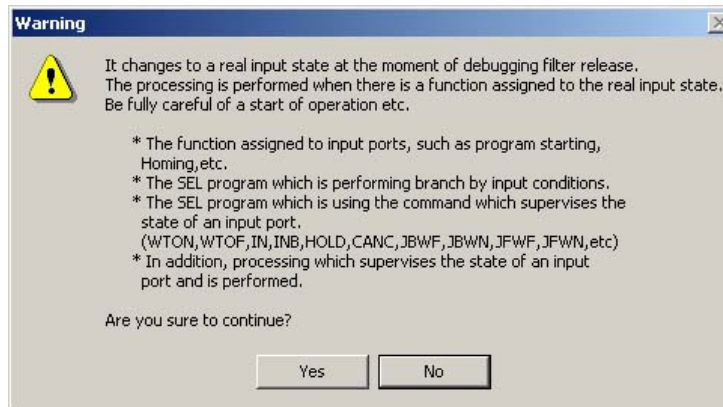 Warning
It changes to a real input state at the moment of debugging filter release.
The processing is performed when there is a function assigned to the real input state.
Be fully careful of a start of operation etc.
* The function assigned to input ports, such as program starting,
Homing,etc.
* The SEL program which is performing branch by input conditions.
* The SEL program which is using the command which supervises the
state of an input port.
(WTON,WTOF,IN,INB,HOLD,CANC,JBWF,JBWN,JFWF,JFWN,etc)
* In addition, processing which supervises the state of an input
port and is performed.
Are you sure to continue?
Yes
No